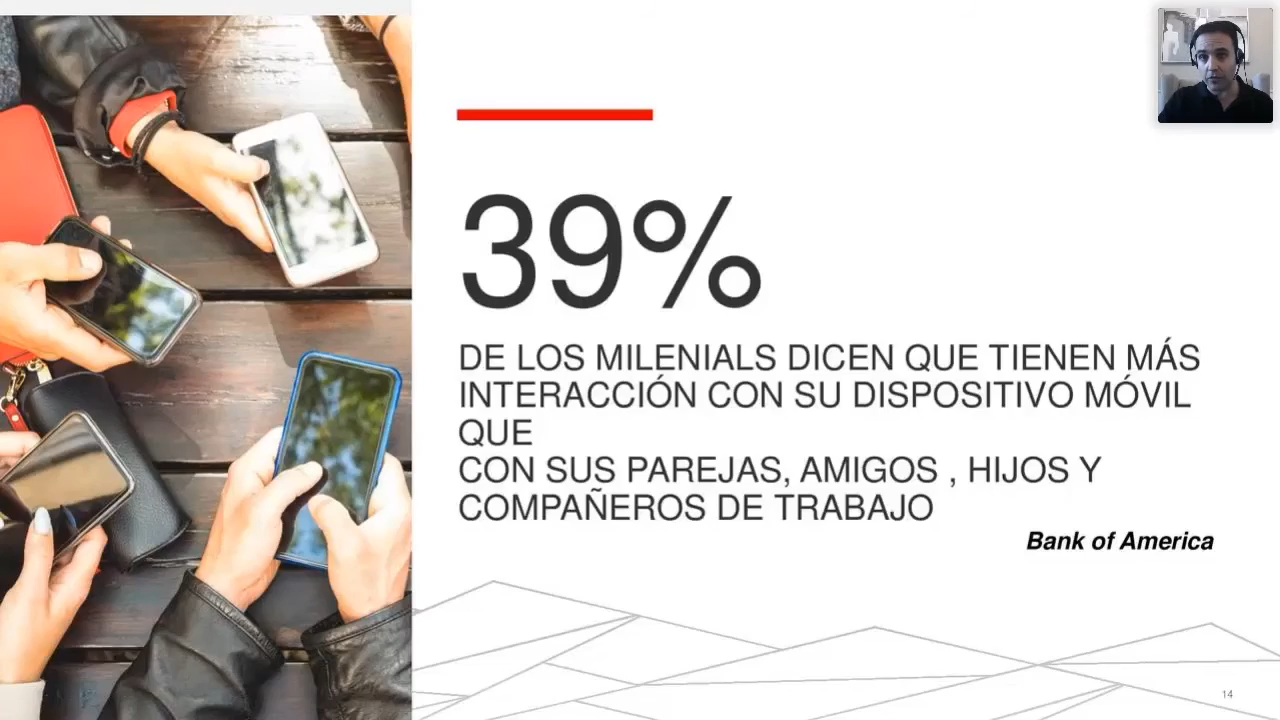 39%
DE LOS MILENIALS DICEN QUE TIENEN MÁS
INTERACCIÓN CON SU DISPOSITIVO MÓVIL
QUE
CON SUS PAREJAS, AMIGOS , HIJOS Y
COMPAÑEROS DE TRABAJO
Bank of America
14